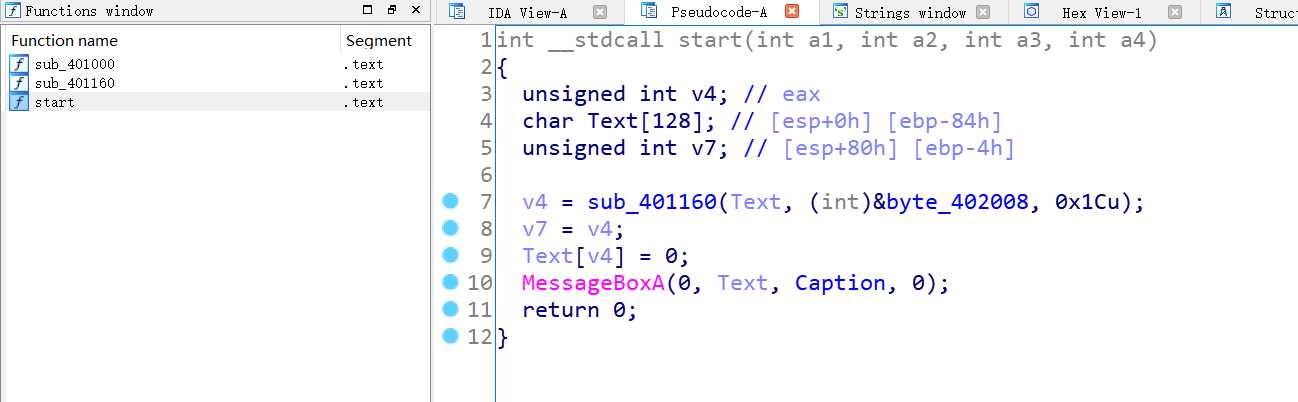 Functions window
Function name Segment
sub_401000 .text
sub_401160 .text
start .text
IDA View-A Pseudocode-A Strings window Hex View-1 Struct
1 int __stdcall start(int a1, int a2, int a3, int a4)
2 {
3 unsigned int v4; // eax
4 char Text[128]; // [esp+0h] [ebp-84h]
5 unsigned int v7; // [esp+80h] [ebp-4h]
6
7 v4 = sub_401160(Text, (int)&byte_402008, 0x1Cu);
8 v7 = v4;
9 Text[v4] = 0;
10 MessageBoxA(0, Text, Caption, 0);
11 return 0;
12 }